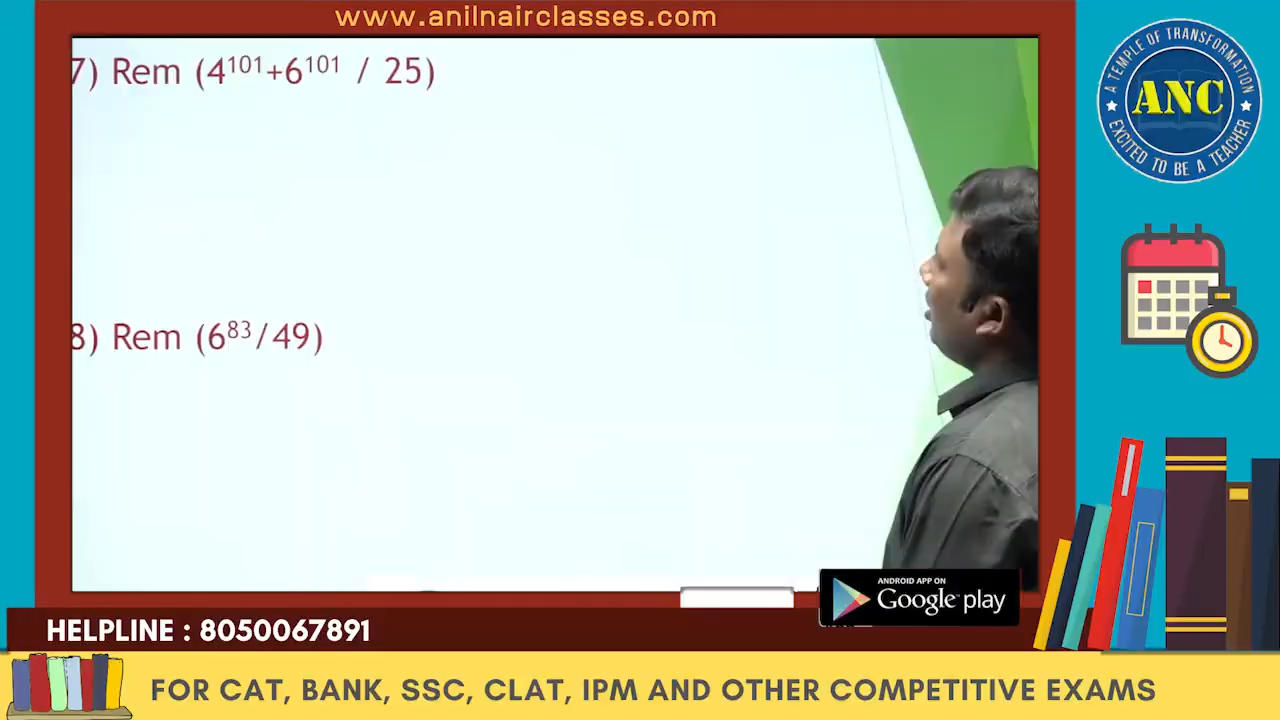 www.anilnairclasses.com
7) Rem (4¹⁰¹+6¹⁰¹ / 25)
A TEMPLE OF TRANSFORMATION
ANC
EXCITED TO BE A TEACHER
8) Rem (6⁸³/49)
ANDROID APP ON
Google play
HELPLINE : 8050067891
FOR CAT, BANK, SSC, CLAT, IPM AND OTHER COMPETITIVE EXAMS